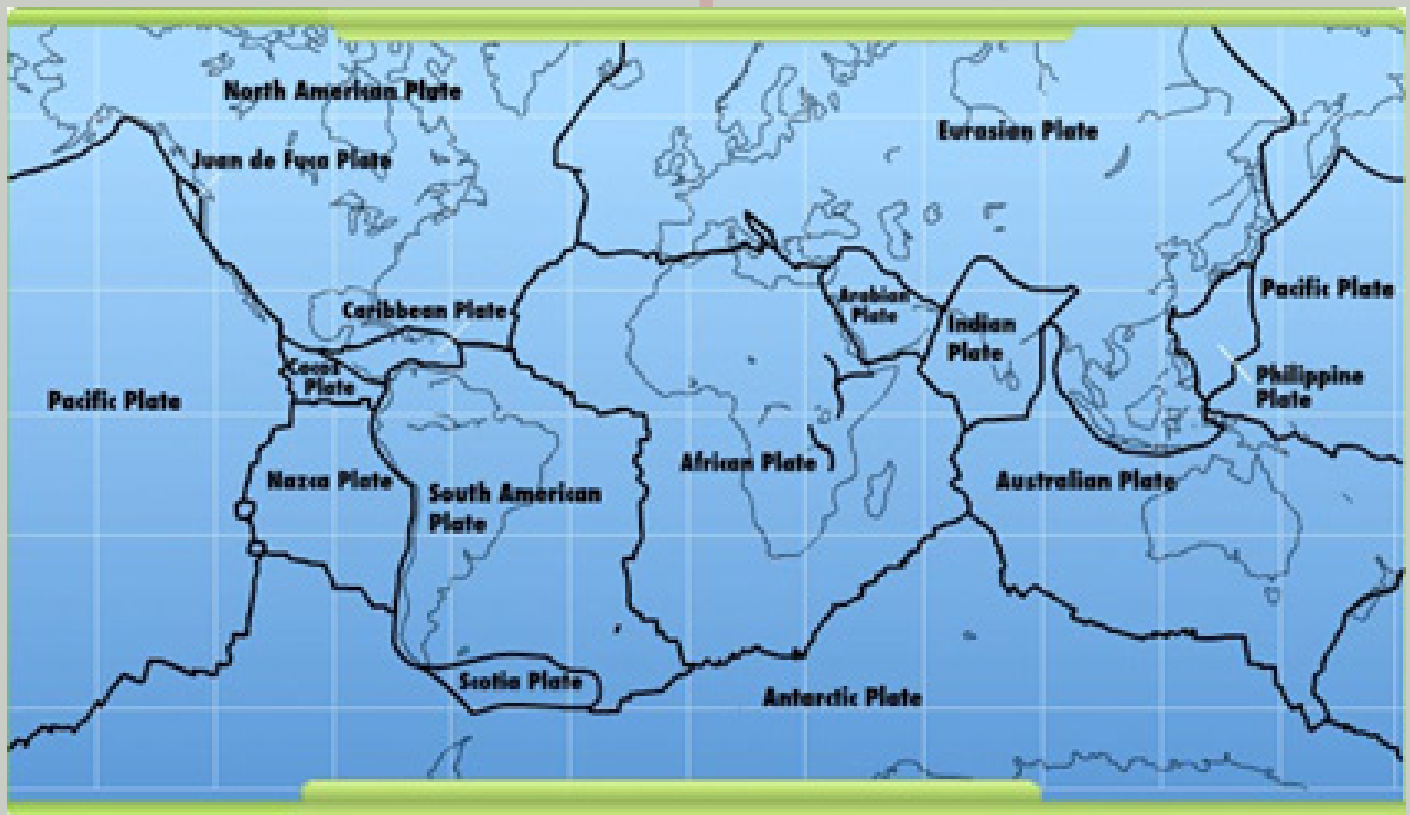 North American Plate
Eurasian Plate
Juan de Fuca Plate
Caribbean Plate
Arabian
Plate
Indian
Plate
Pacific Plate
Cocos
Plate
Pacific Plate
Philippine
Plate
African Plate
Nazca Plate
South American
Plate
Australian Plate
Scotia Plate
Antarctic Plate